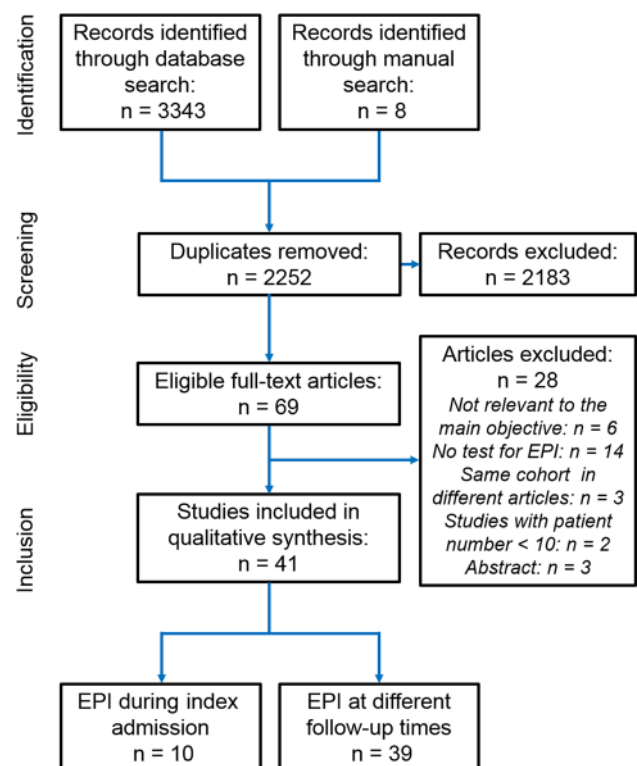 Identification
Records identified
through database
search:
n = 3343
Records identified
through manual
search:
n = 8
Screening
Duplicates removed:
n = 2252
Records excluded:
n = 2183
Eligibility
Eligible full-text articles:
n = 69
Articles excluded:
n = 28
Not relevant to the
main objective: n = 6
No test for EPI: n = 14
Same cohort in
different articles: n = 3
Studies with patient
number < 10: n = 2
Abstract: n = 3
Inclusion
Studies included in
qualitative synthesis:
n = 41
EPI during index
admission
n = 10
EPI at different
follow-up times
n = 39